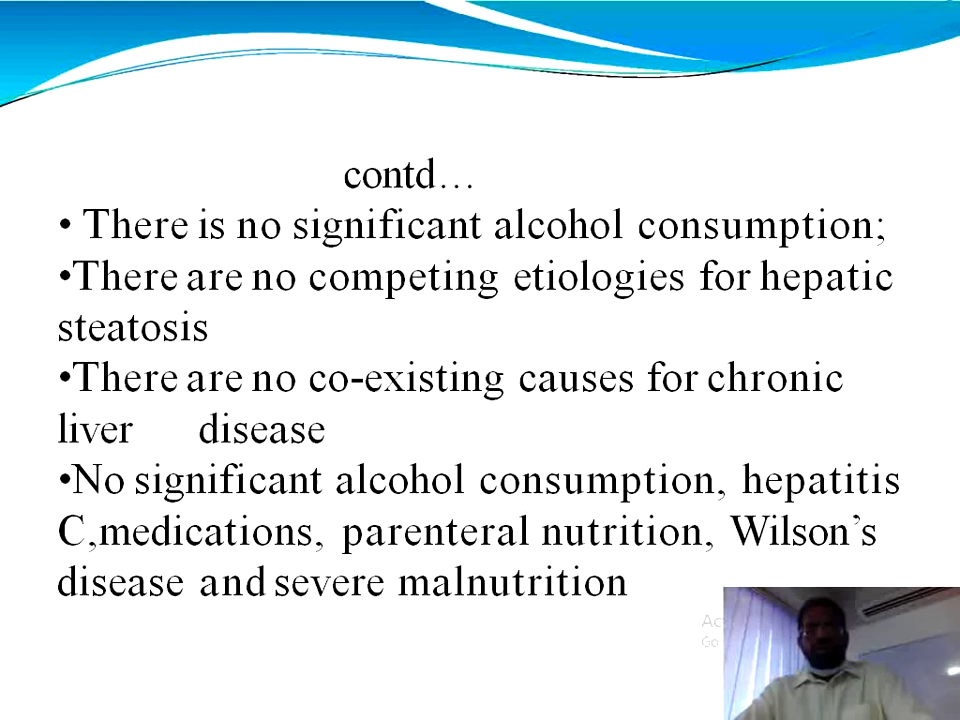 contd…
• There is no significant alcohol consumption;
•There are no competing etiologies for hepatic
steatosis
•There are no co-existing causes for chronic
liver disease
•No significant alcohol consumption, hepatitis
C,medications, parenteral nutrition, Wilson’s
disease and severe malnutrition
Go